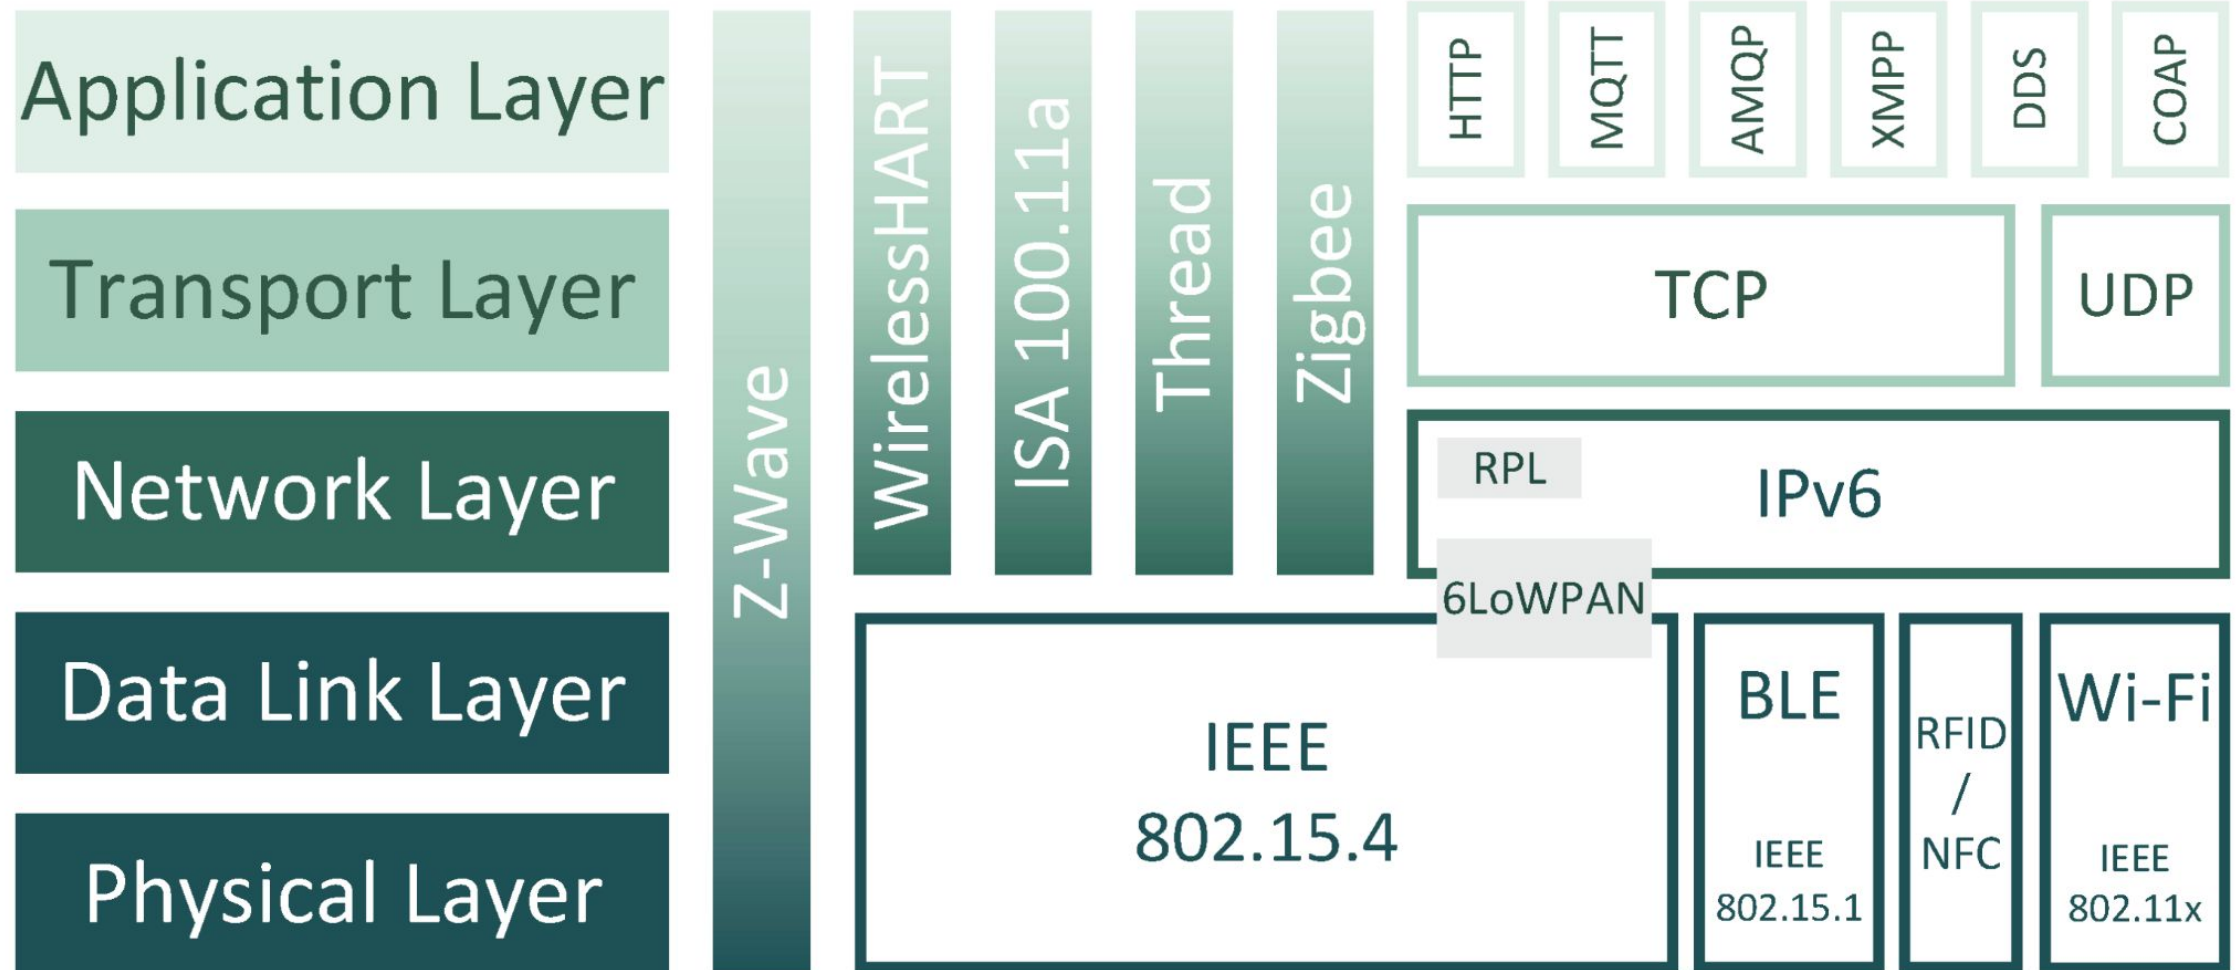 Application Layer
Transport Layer
Network Layer
Data Link Layer
Physical Layer
Z-Wave
WirelessHART
ISA 100.11a
Thread
Zigbee
HTTP
MQTT
AMQP
XMPP
DDS
COAP
TCP
UDP
RPL
IPv6
6LoWPAN
IEEE
802.15.4
BLE
IEEE
802.15.1
RFID
/
NFC
Wi-Fi
IEEE
802.11x